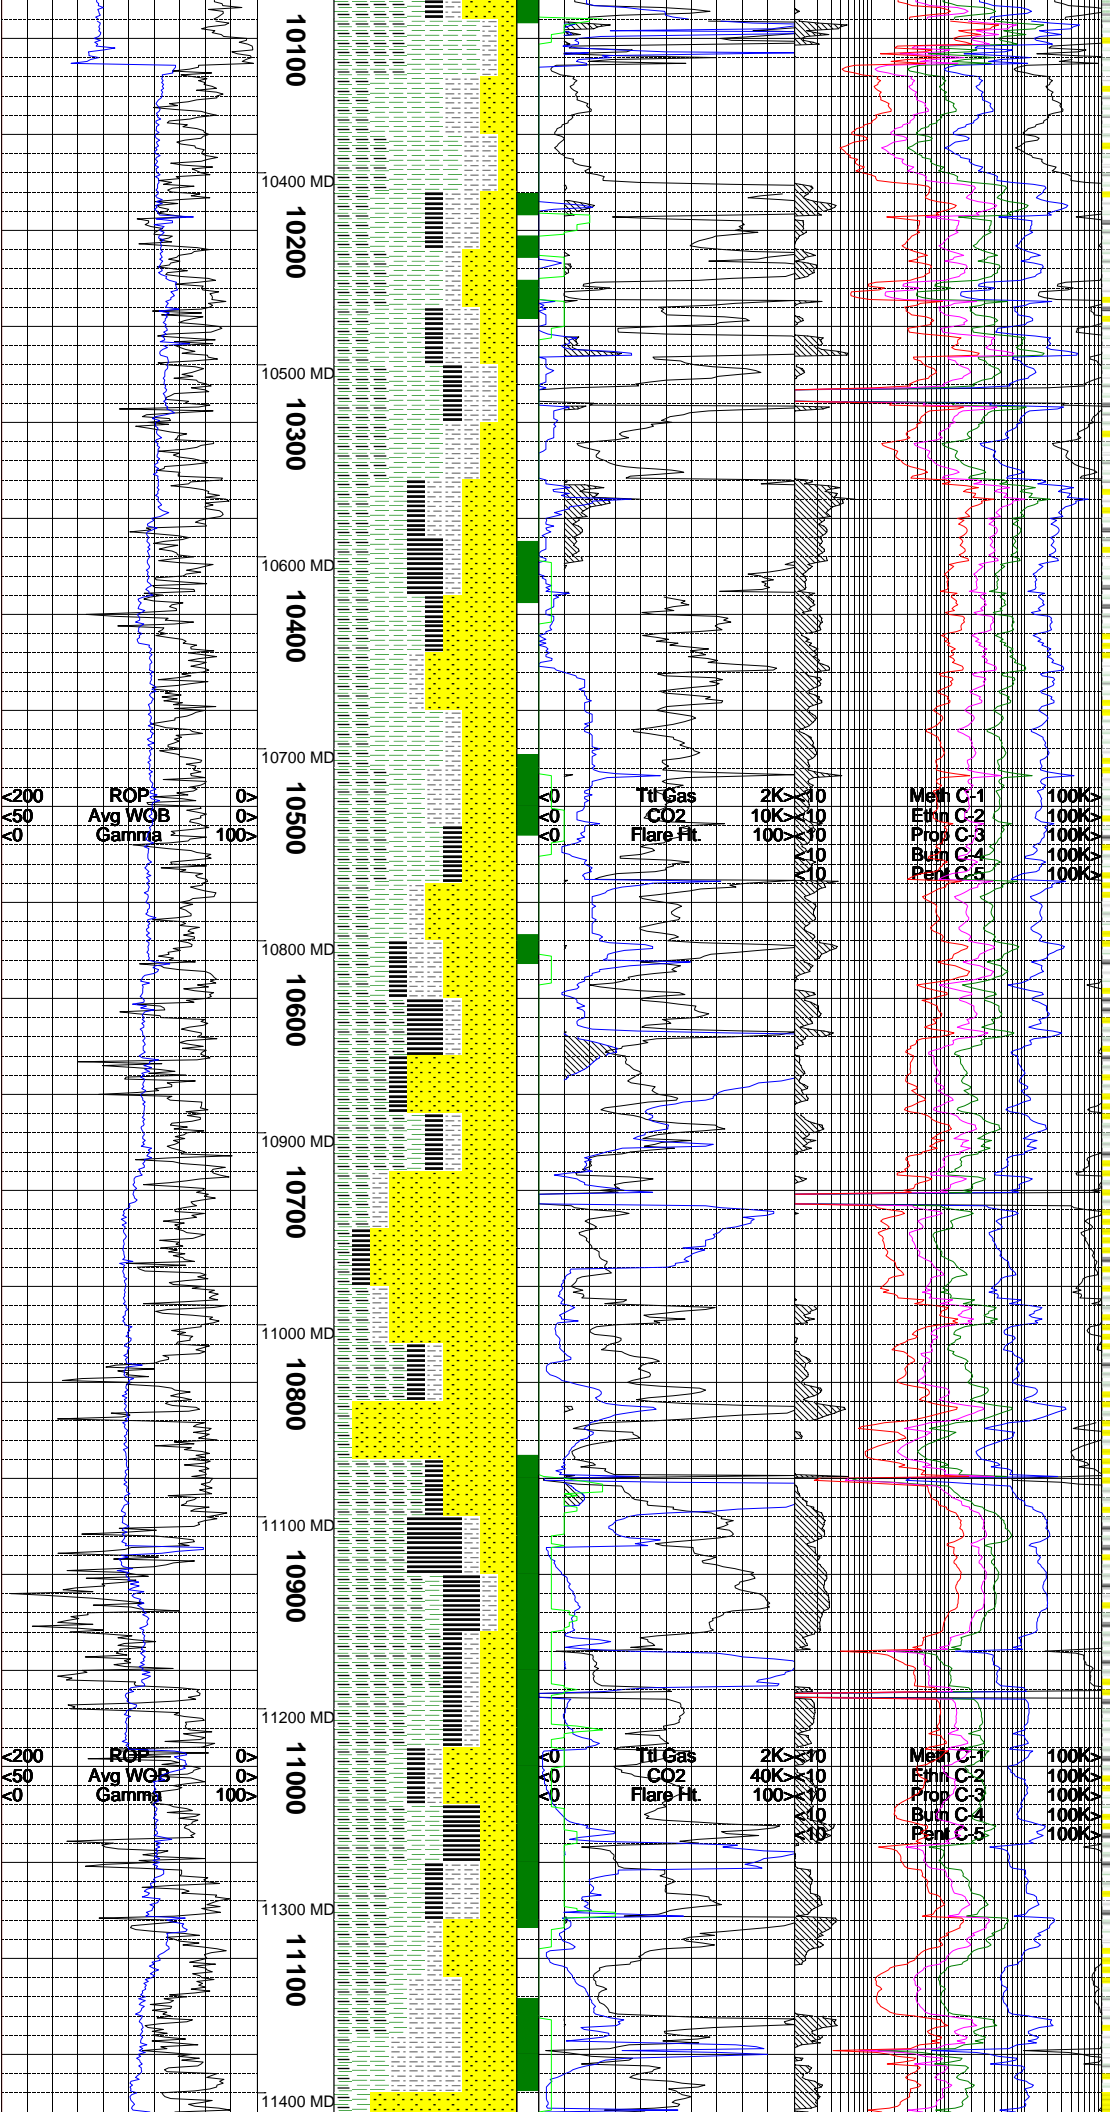 10100
10400 MD
10200
10500 MD
10300
10600 MD
10400
10700 MD
<200 ROP 0> <0 Ttl Gas 2K> <10 Meth C-1 100K>
<50 Avg WOB 0> <0 CO2 10K> <10 Ethn C-2 100K>
<0 Gamma 100> <0 Flare Ht. 100> <10 Prop C-3 100K>
<10 Butn C-4 100K>
<10 Pent C-5 100K>
10500
10800 MD
10600
10900 MD
10700
11000 MD
10800
11100 MD
10900
11200 MD
<200 ROP 0> <0 Ttl Gas 2K> <10 Meth C-1 100K>
<50 Avg WOB 0> <0 CO2 40K> <10 Ethn C-2 100K>
<0 Gamma 100> <0 Flare Ht. 100> <10 Prop C-3 100K>
<10 Butn C-4 100K>
<10 Pent C-5 100K>
11000
11300 MD
11100
11400 MD